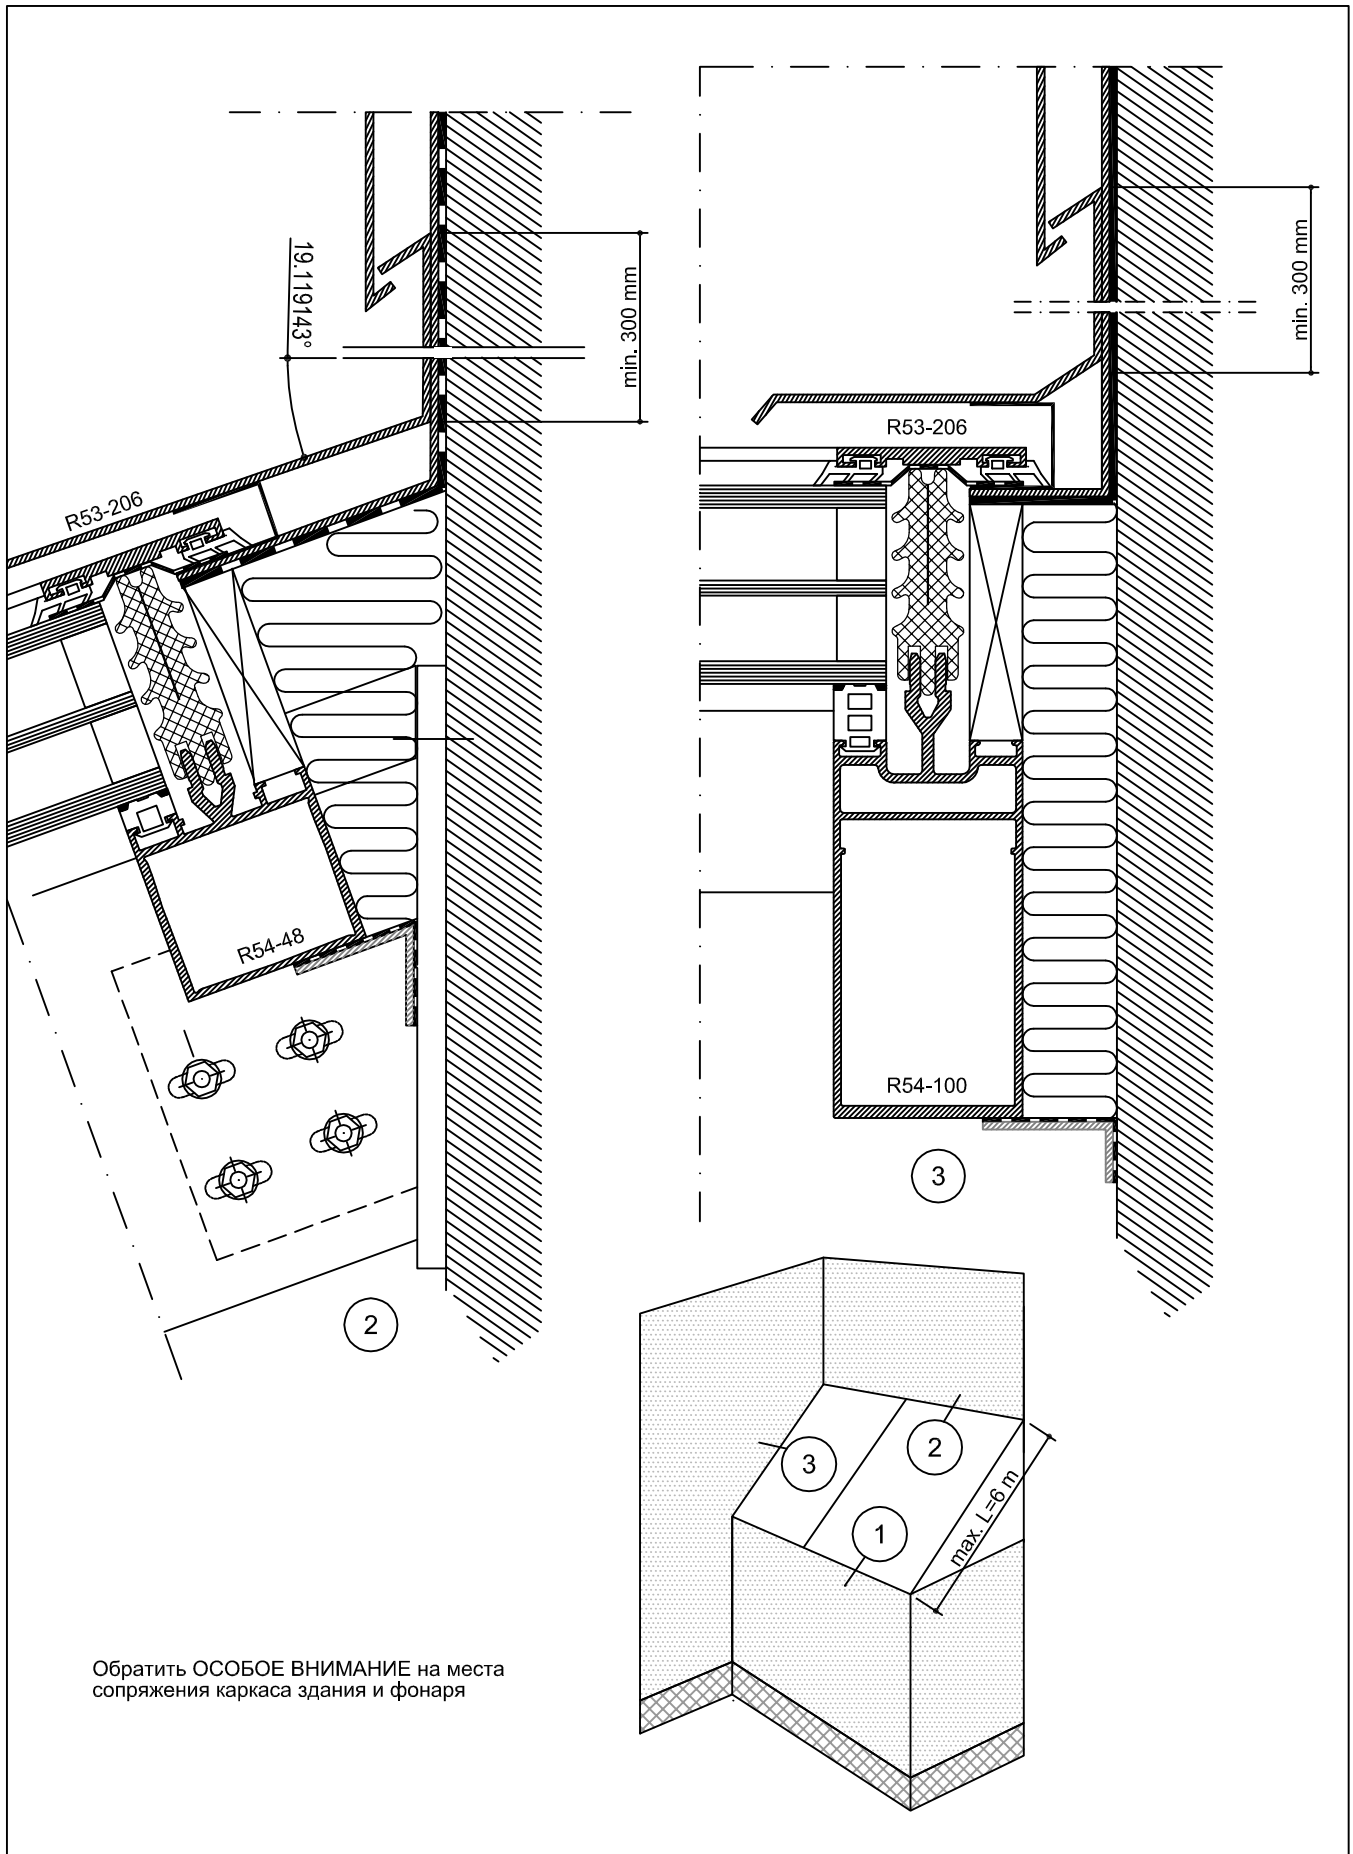 19.119143°
min. 300 mm
R53-206
R54-48
2
min. 300 mm
R53-206
R54-100
3
3
2
1
max. L=6 m
Обратить ОСОБОЕ ВНИМАНИЕ на места
сопряжения каркаса здания и фонаря